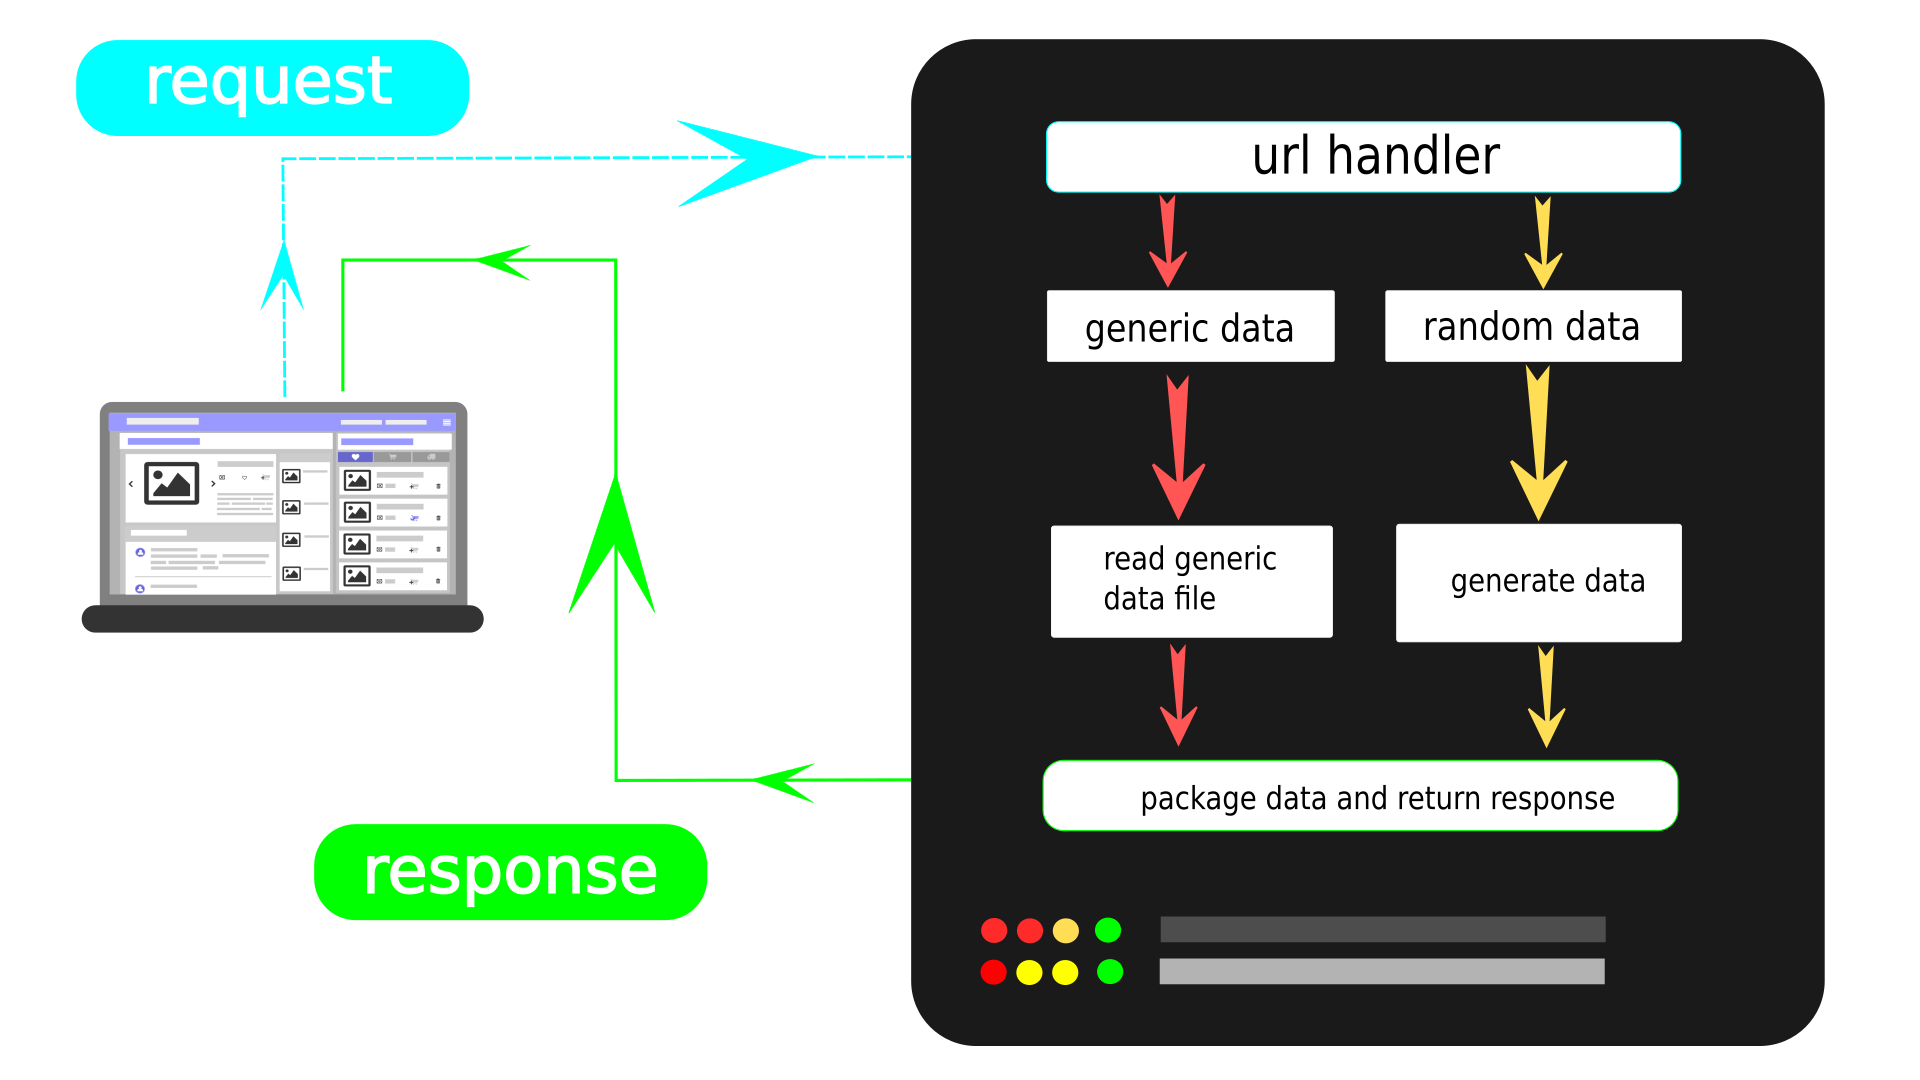 request
url handler
generic data
random data
read generic
data file
generate data
package data and return response
response